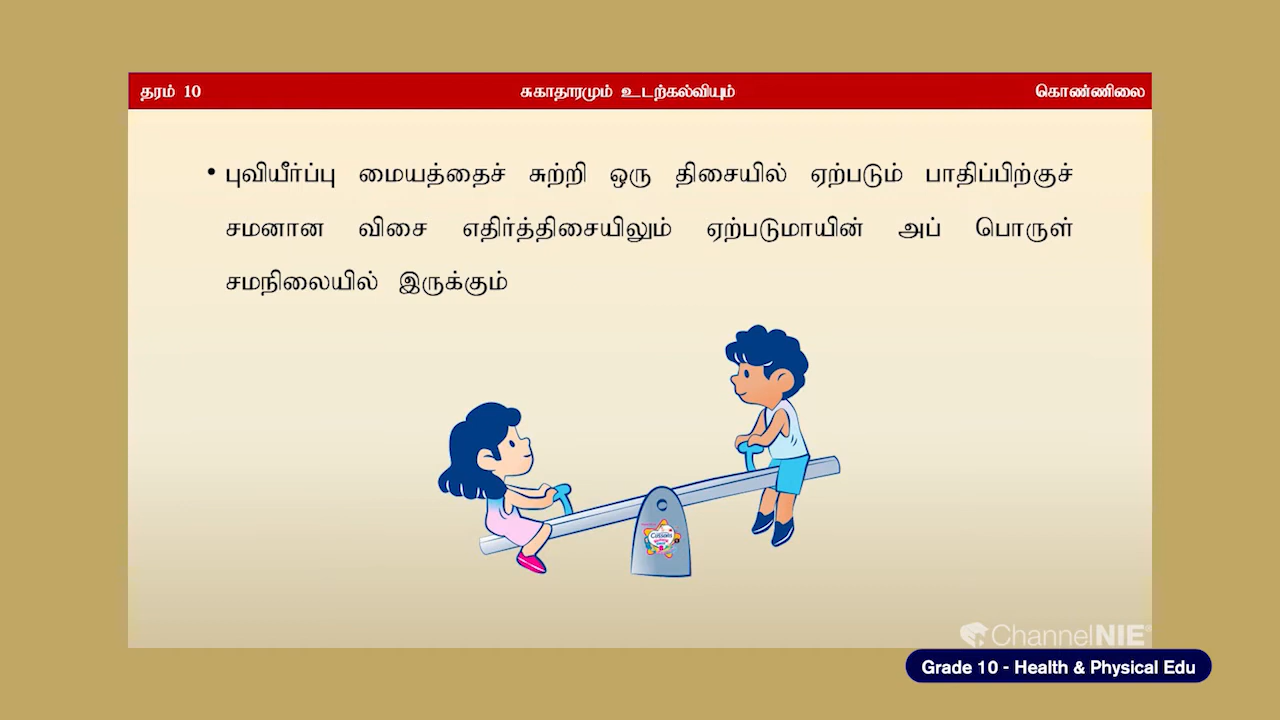 தரம் 10 சுகாதாரமும் உடற்கல்வியும் கொண்ணிலை
• புவியீர்ப்பு மையத்தைச் சுற்றி ஒரு திசையில் ஏற்படும் பாதிப்பிற்குச்
சமனான விசை எதிர்த்திசையிலும் ஏற்படுமாயின் அப் பொருள்
சமநிலையில் இருக்கும்
ChannelNIE
Grade 10 - Health & Physical Edu